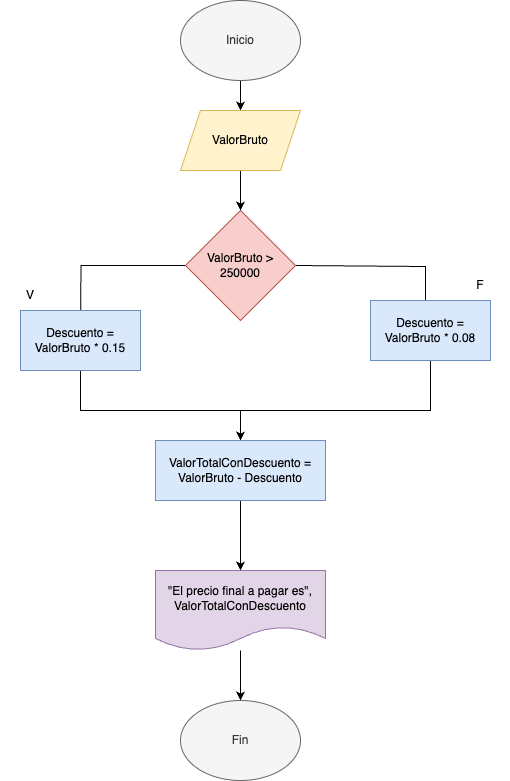 Inicio
ValorBruto
ValorBruto >
250000
V
F
Descuento =
ValorBruto * 0.15
Descuento =
ValorBruto * 0.08
ValorTotalConDescuento =
ValorBruto - Descuento
"El precio final a pagar es",
ValorTotalConDescuento
Fin